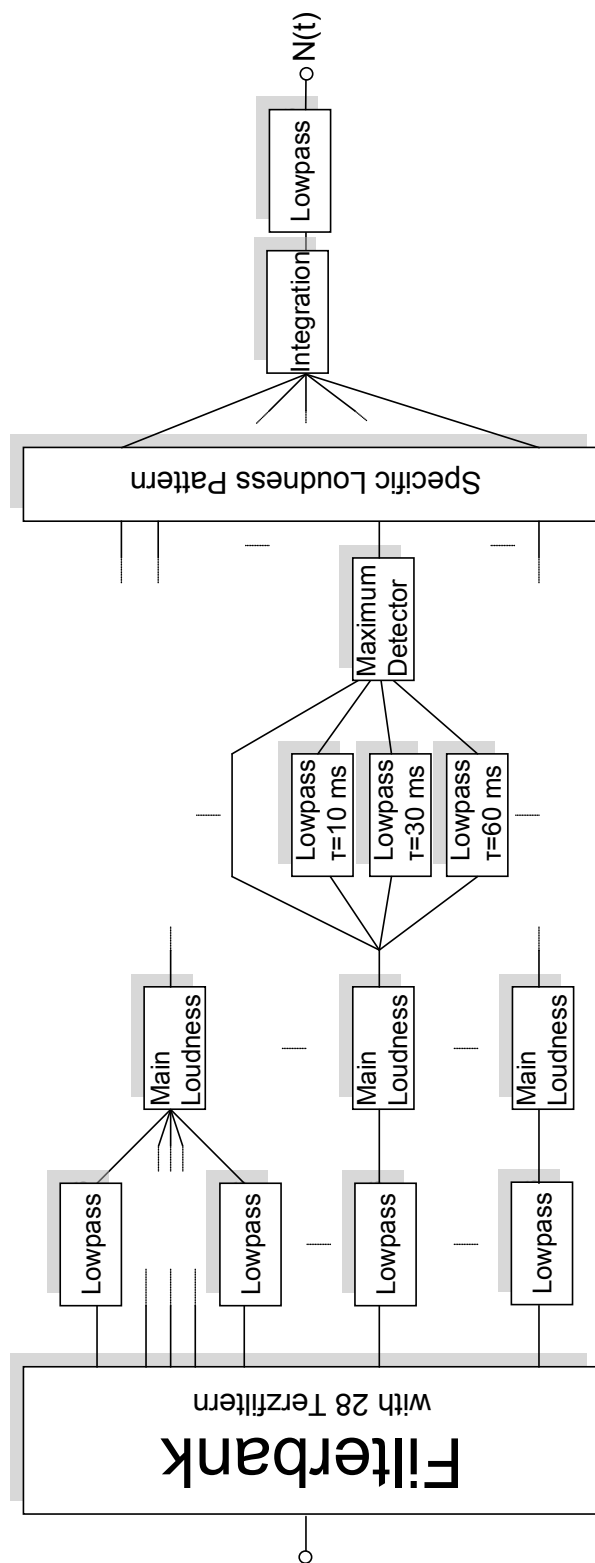 Filterbank
with 28 Terzfiltern
Lowpass
Lowpass
Lowpass
Lowpass
Main
Loudness
Main
Loudness
Main
Loudness
Lowpass
τ=10 ms
Lowpass
τ=30 ms
Lowpass
τ=60 ms
Maximum
Detector
Specific Loudness Pattern
Integration
Lowpass
N(t)